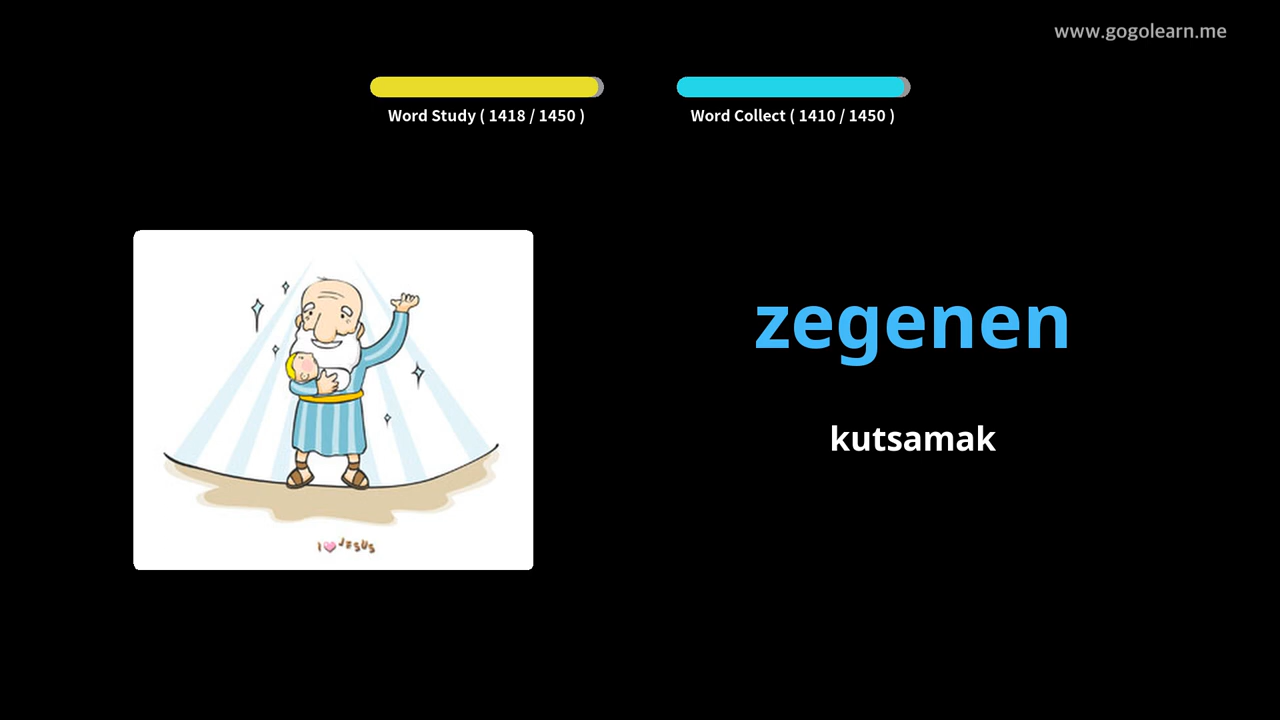 www.gogolearn.me
Word Study ( 1418 / 1450 )
Word Collect ( 1410 / 1450 )
zegenen
kutsamak
I JESUS